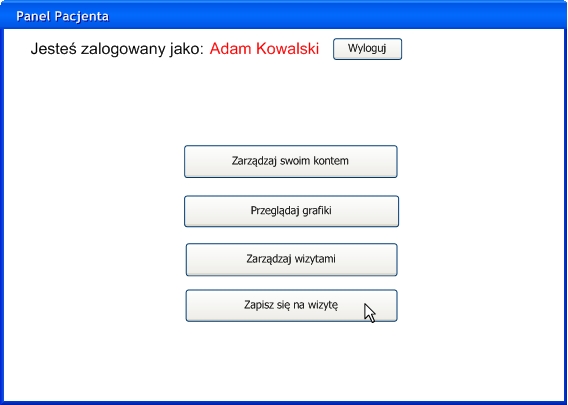 Panel Pacjenta
Jesteś zalogowany jako: Adam Kowalski Wyloguj
Zarządzaj swoim kontem
Przeglądaj grafiki
Zarządzaj wizytami
Zapisz się na wizytę